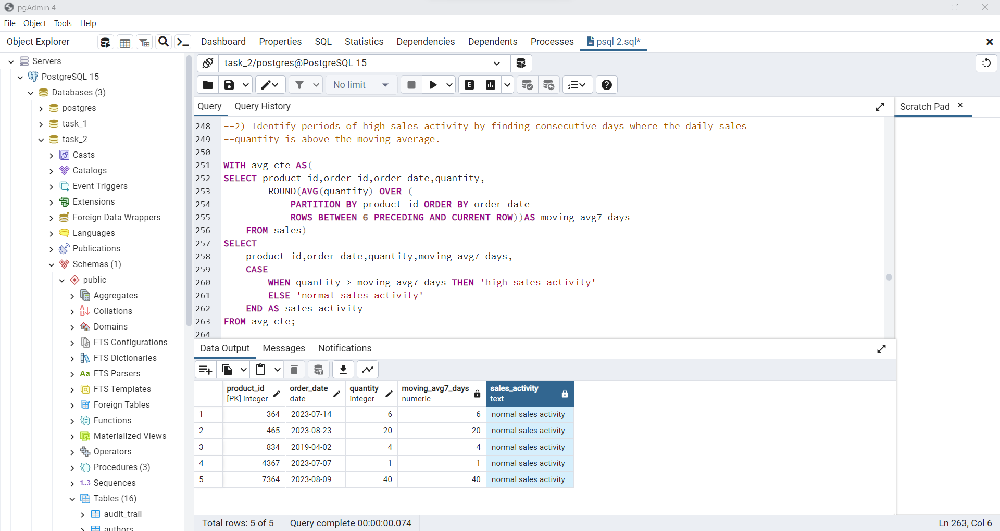 pgAdmin 4
File Object Tools Help
Object Explorer
Dashboard Properties SQL Statistics Dependencies Dependents Processes psql 2.sql*
Servers
PostgreSQL 15
Databases (3)
postgres
task_1
task_2
Casts
Catalogs
Event Triggers
Extensions
Foreign Data Wrappers
Languages
Publications
Schemas (1)
public
Aggregates
Collations
Domains
FTS Configurations
FTS Dictionaries
Aa FTS Parsers
FTS Templates
Foreign Tables
Functions
Materialized Views
Operators
Procedures (3)
1..3 Sequences
Tables (16)
audit_trail
authors
task_2/postgres@PostgreSQL 15
No limit
E
Query Query History
Scratch Pad
248 --2) Identify periods of high sales activity by finding consecutive days where the daily sales
249 --quantity is above the moving average.
250
251 WITH avg_cte AS(
252 SELECT product_id,order_id,order_date,quantity,
253 ROUND(AVG(quantity) OVER (
254 PARTITION BY product_id ORDER BY order_date
255 ROWS BETWEEN 6 PRECEDING AND CURRENT ROW))AS moving_avg7_days
256 FROM sales)
257 SELECT
258 product_id,order_date,quantity,moving_avg7_days,
259 CASE
260 WHEN quantity > moving_avg7_days THEN 'high sales activity'
261 ELSE 'normal sales activity'
262 END AS sales_activity
263 FROM avg_cte;
264
Data Output Messages Notifications
product_id order_date quantity moving_avg7_days sales_activity
[PK] integer date integer numeric text
1 364 2023-07-14 6 6 normal sales activity
2 465 2023-08-23 20 20 normal sales activity
3 834 2019-04-02 4 4 normal sales activity
4 4367 2023-07-07 1 1 normal sales activity
5 7364 2023-08-09 40 40 normal sales activity
Total rows: 5 of 5 Query complete 00:00:00.074 Ln 263, Col 6